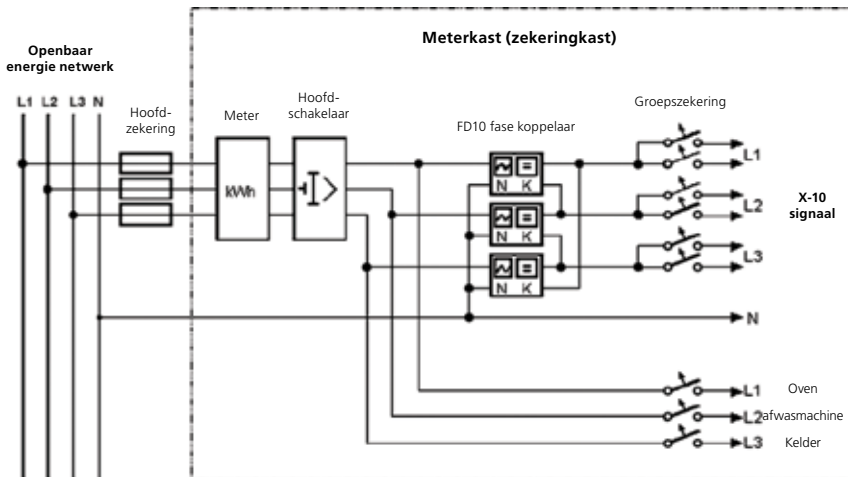 Meterkast (zekeringkast)
Openbaar
energie netwerk
L1 L2 L3 N
Hoofd-
zekering
Meter
Hoofd-
schakelaar
FD10 fase koppelaar
Groepszekering
kWh
N K
N K
N K
L1
L2
L3
X-10
signaal
N
L1 Oven
L2 afwasmachine
L3 Kelder